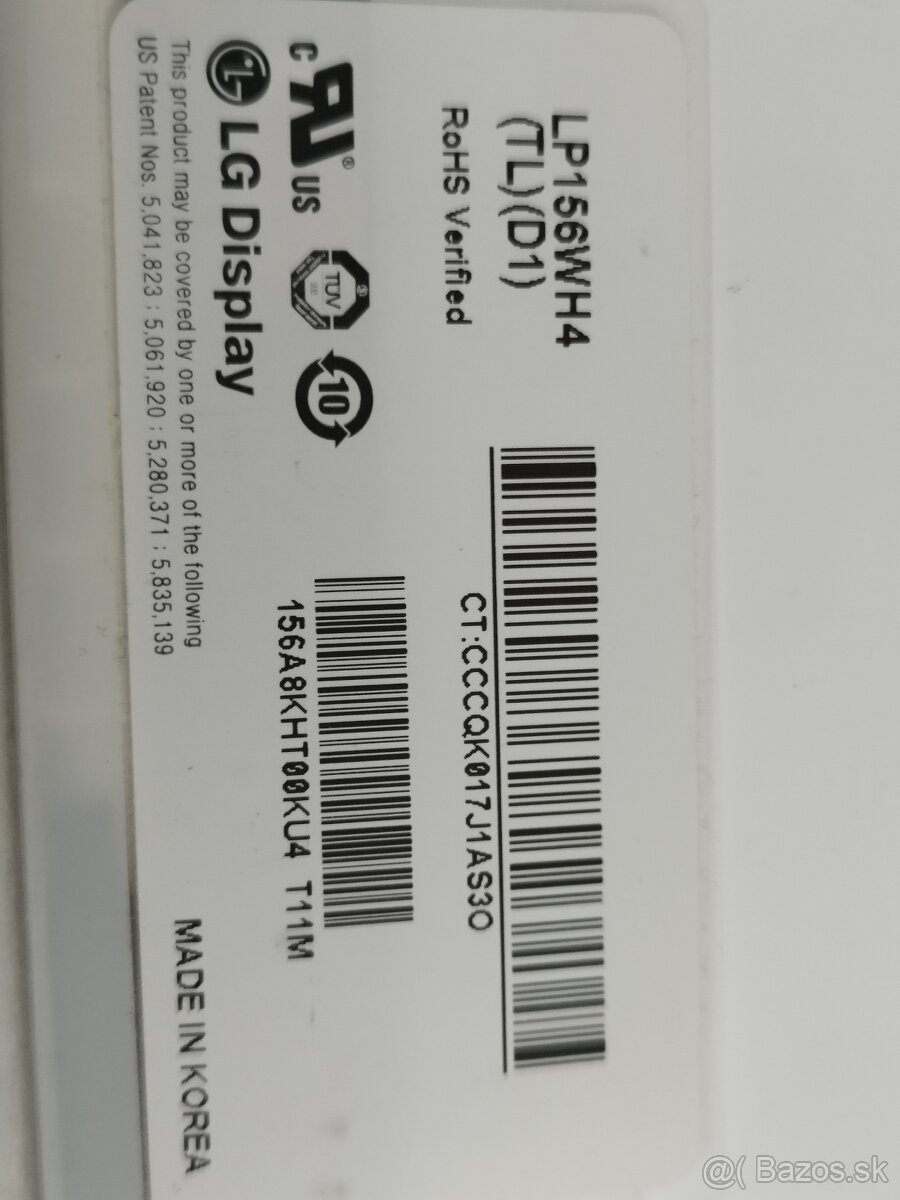 LP156WH4
(TL)(D1)
RoHS Verified
CT:CCCQK017J1AS3O
c RU ® US
TÜV
10
156A8KHT00KU4 T11M
LG Display
This product may be covered by one or more of the following
US Patent Nos. 5,041,823 ; 5,061,920 ; 5,280,371 ; 5,835,139
MADE IN KOREA
@( Bazos.sk